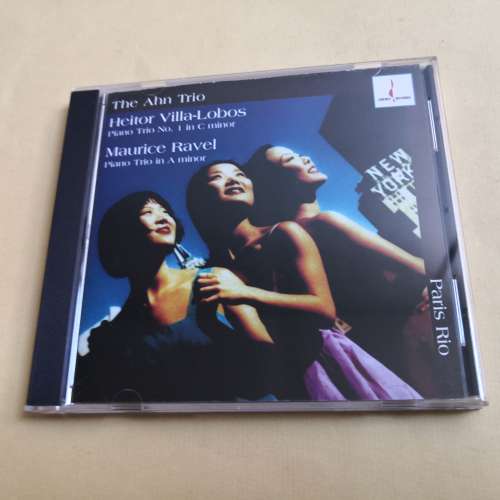 The Ahn Trio
Heitor Villa-Lobos
Piano Trio No. 1 in C minor
Maurice Ravel
Piano Trio in A minor
NEW
YORK
Paris Rio